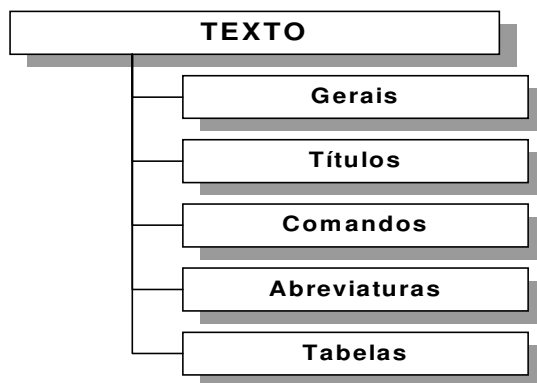 TEXTO
Gerais
Títulos
Comandos
Abreviaturas
Tabelas